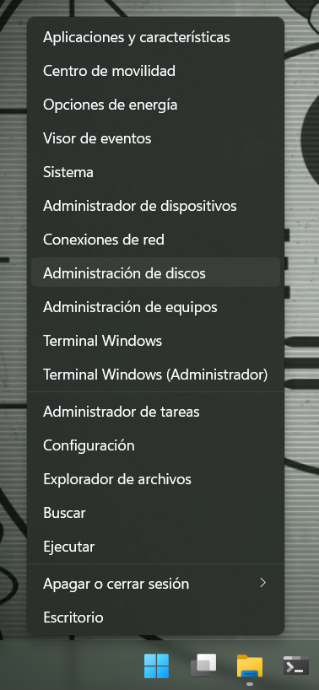 Aplicaciones y características
Centro de movilidad
Opciones de energía
Visor de eventos
Sistema
Administrador de dispositivos
Conexiones de red
Administración de discos
Administración de equipos
Terminal Windows
Terminal Windows (Administrador)
Administrador de tareas
Configuración
Explorador de archivos
Buscar
Ejecutar
Apagar o cerrar sesión
Escritorio